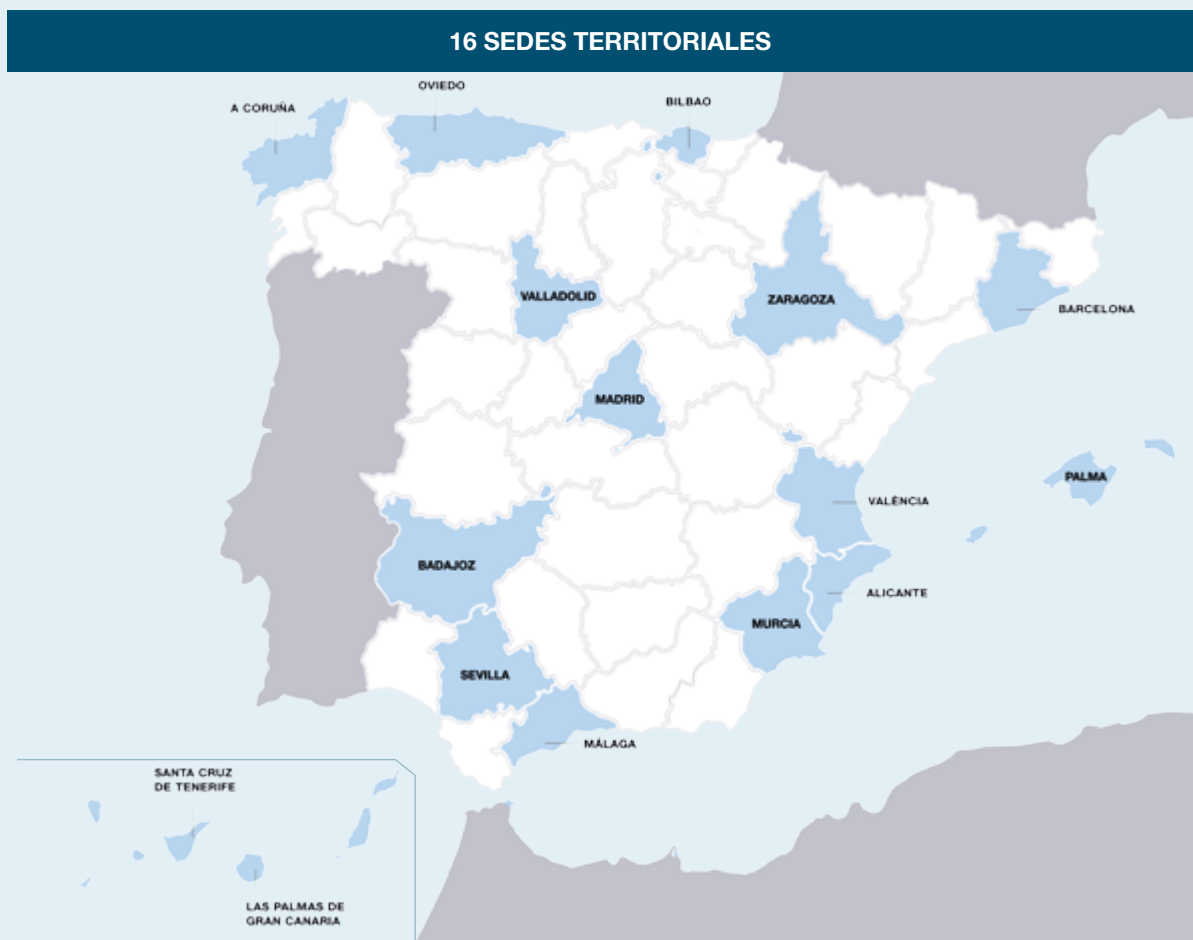 16 SEDES TERRITORIALES
OVIEDO
A CORUÑA
BILBAO
VALLADOLID
ZARAGOZA
BARCELONA
MADRID
PALMA
VALÈNCIA
BADAJOZ
ALICANTE
MURCIA
SEVILLA
MÁLAGA
SANTA CRUZ
DE TENERIFE
LAS PALMAS DE
GRAN CANARIA